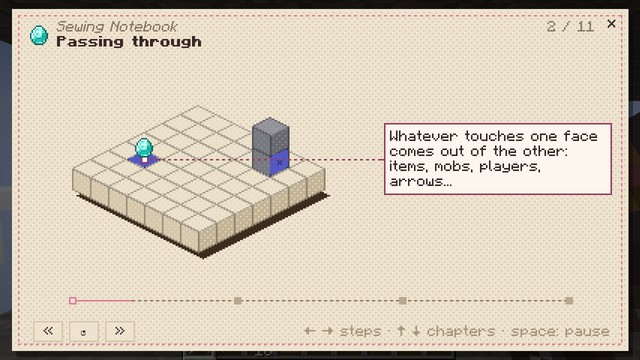 Sewing Notebook
2 / 11
Passing through
Whatever touches one face
comes out of the other:
items, mobs, players,
arrows…
← → steps · ↑ ↓ chapters · space: pause